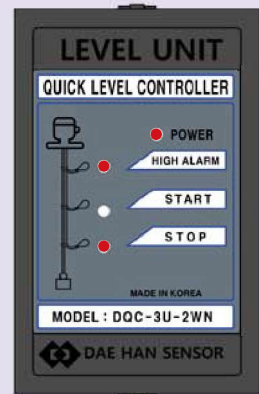 LEVEL UNIT
QUICK LEVEL CONTROLLER
POWER
HIGH ALARM
START
STOP
MADE IN KOREA
MODEL : DQC-3U-2WN
DAE HAN SENSOR